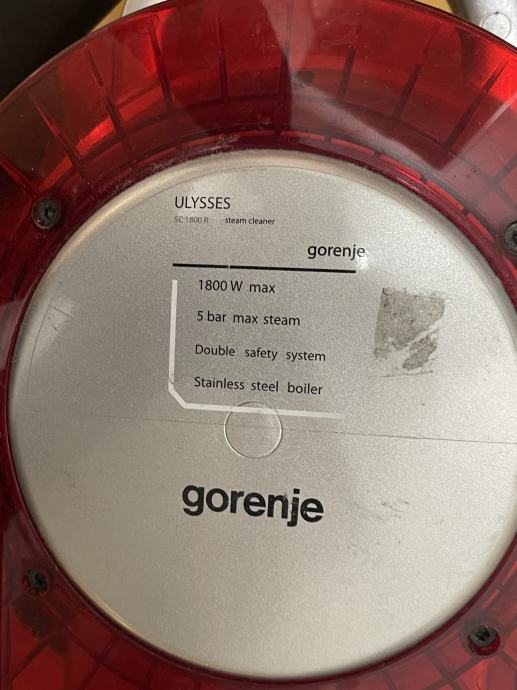 ULYSSES
SC 1800 R steam cleaner
gorenje
1800 W max
5 bar max steam
Double safety system
Stainless steel boiler
gorenje